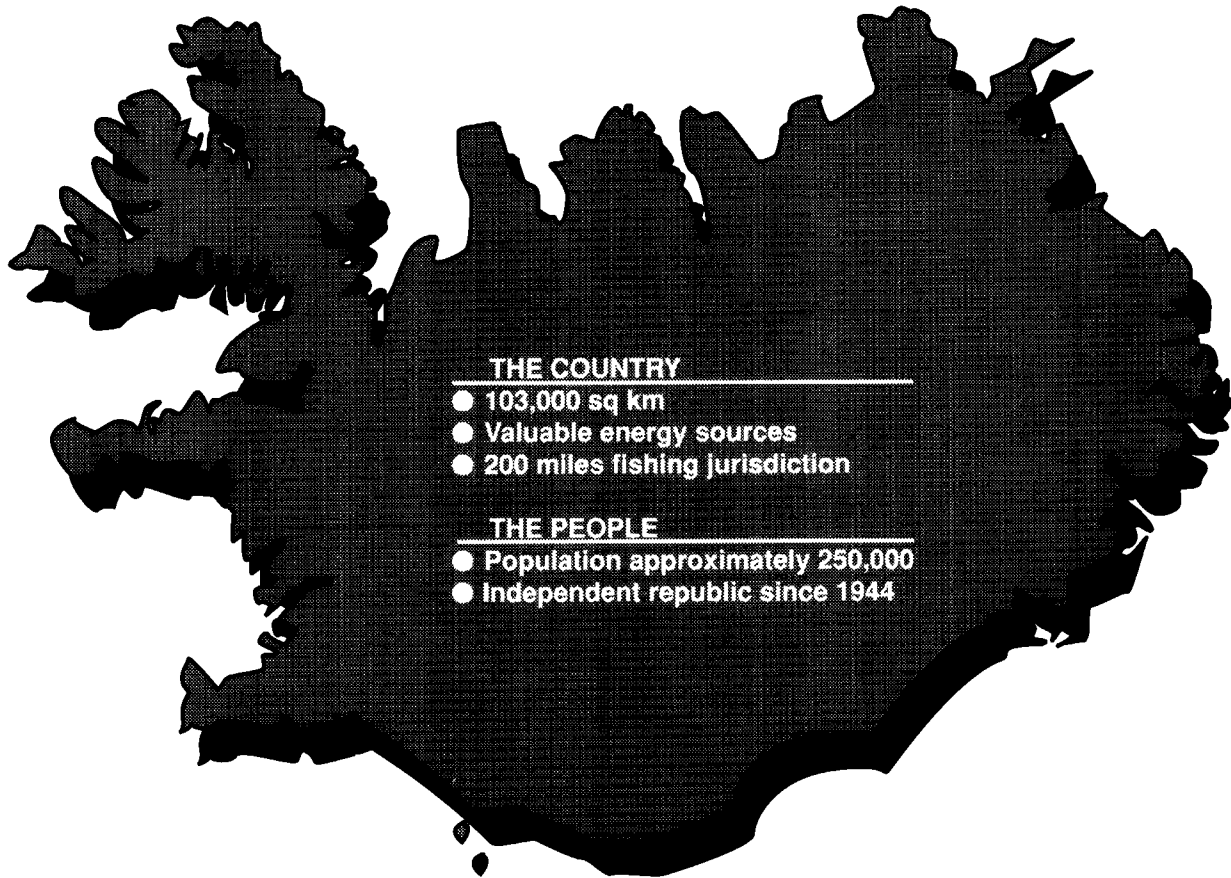 THE COUNTRY
● 103,000 sq km
● Valuable energy sources
● 200 miles fishing jurisdiction
THE PEOPLE
● Population approximately 250,000
● Independent republic since 1944